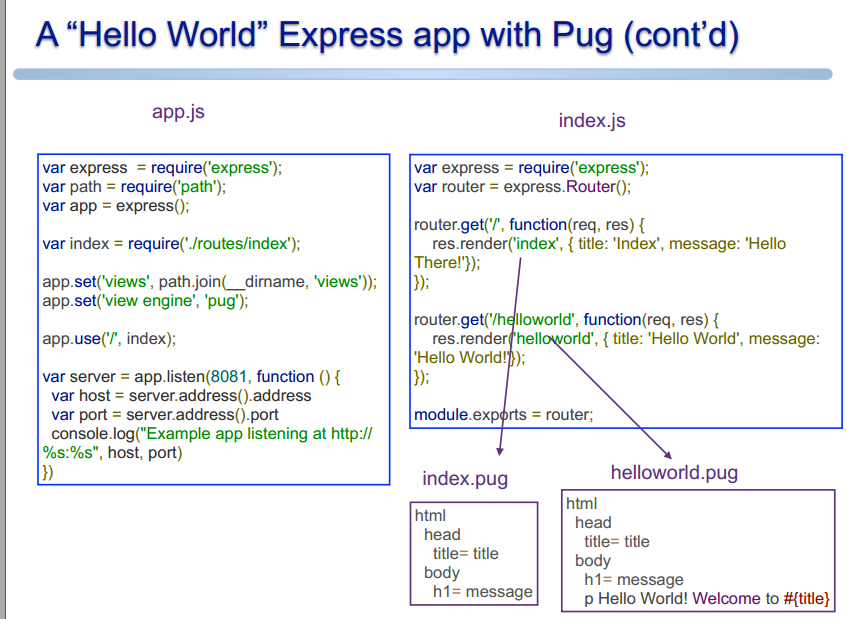 A “Hello World” Express app with Pug (cont’d)
app.js
var express  = require('express');
var path = require('path');
var app = express();
var index = require('./routes/index');
app.set('views', path.join(__dirname, 'views'));
app.set('view engine', 'pug');
app.use('/', index);
var server = app.listen(8081, function () {
  var host = server.address().address
  var port = server.address().port
  console.log("Example app listening at http://
%s:%s", host, port)
})
index.js
var express = require('express');
var router = express.Router();
router.get('/', function(req, res) {
    res.render('index', { title: 'Index', message: 'Hello
There!'});
});
router.get('/helloworld', function(req, res) {
    res.render('helloworld', { title: 'Hello World', message:
'Hello World!'});
});
module.exports = router;
index.pug
html
  head
    title= title
  body
    h1= message
helloworld.pug
html
  head
    title= title
  body
    h1= message
    p Hello World! Welcome to #{title}